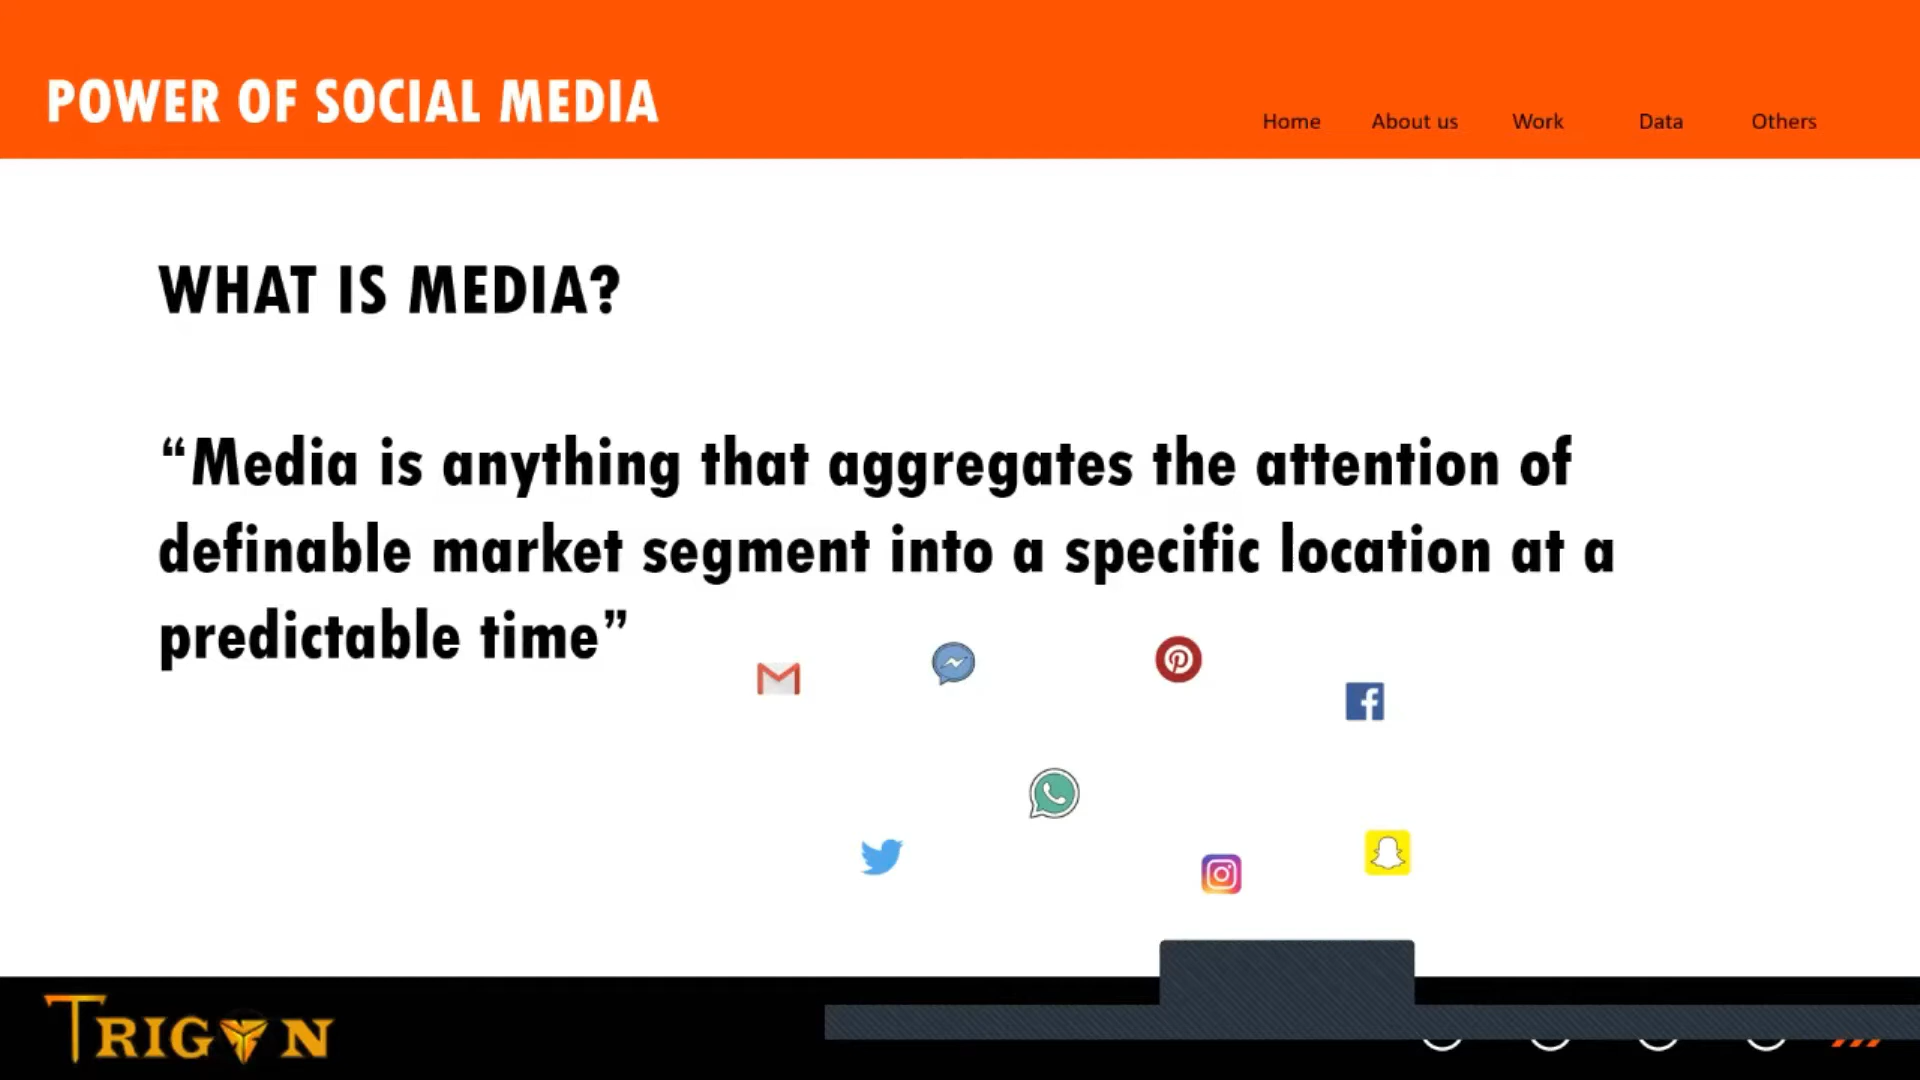 POWER OF SOCIAL MEDIA
Home About us Work Data Others
WHAT IS MEDIA?
“Media is anything that aggregates the attention of
definable market segment into a specific location at a
predictable time”
TRIGON